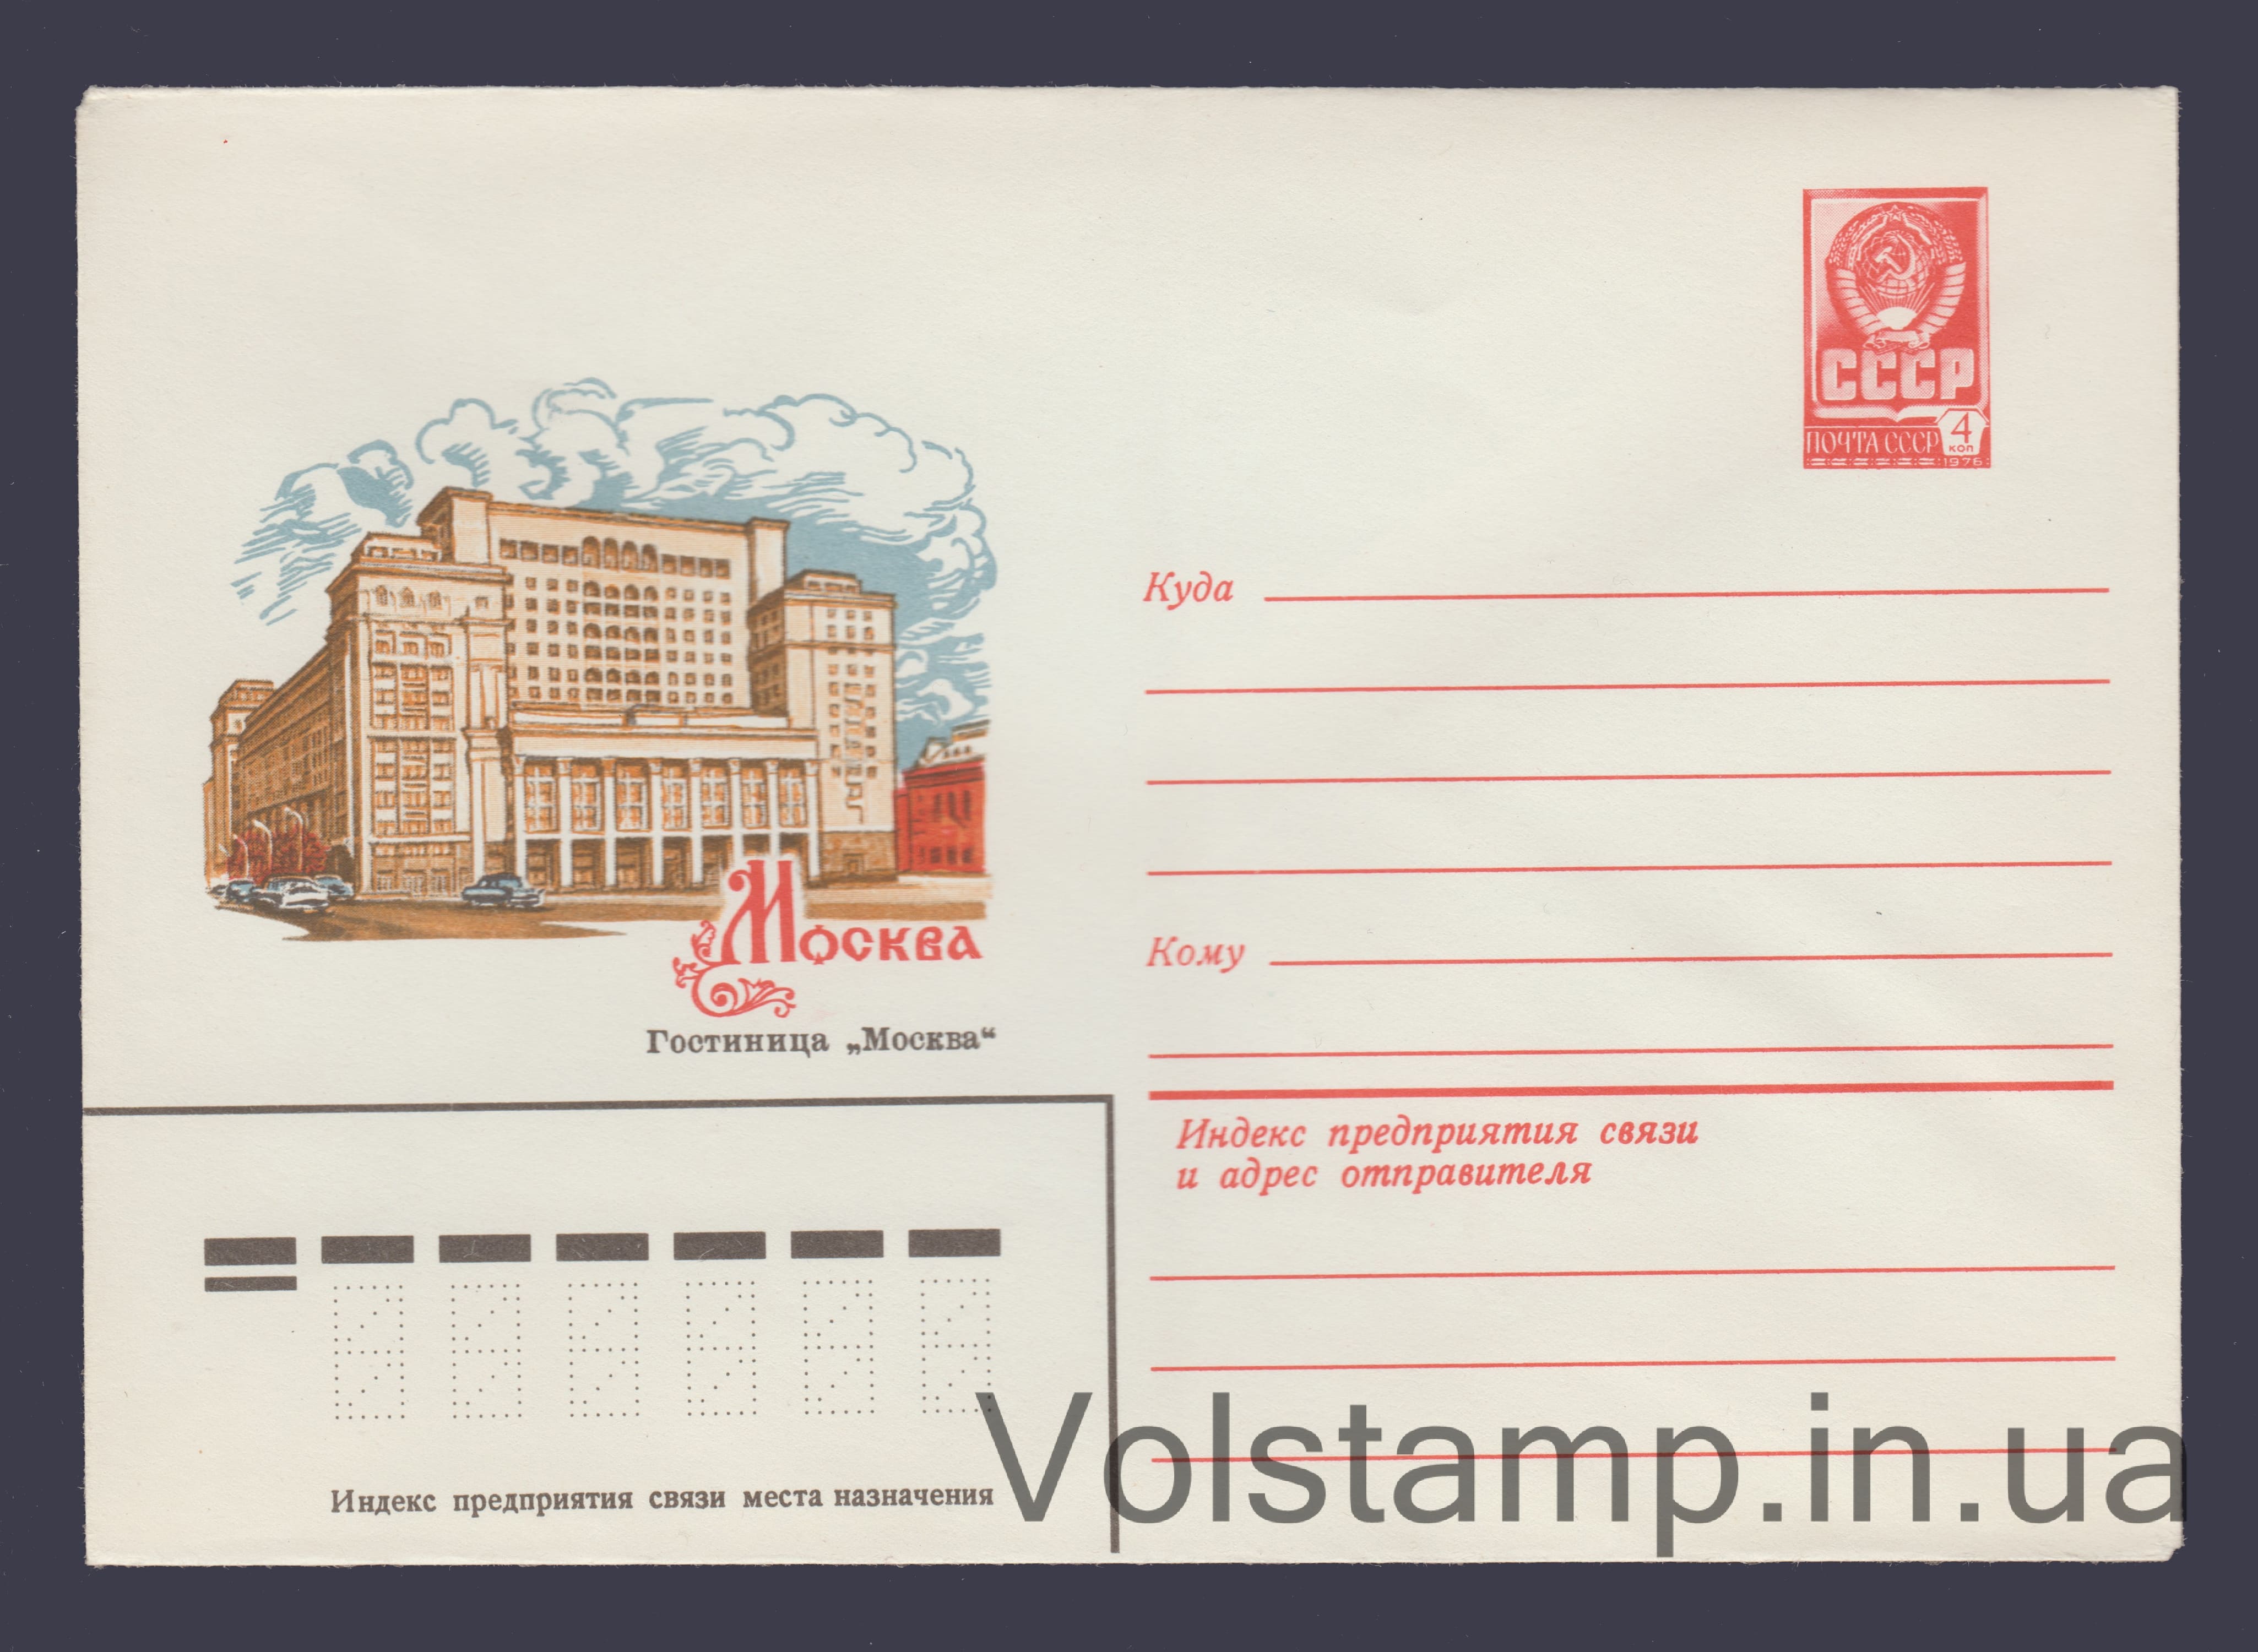 СССР
ПОЧТА СССР 4
коп
1976
Куда
Москва
Гостиница „Москва“
Кому
Индекс предприятия связи
и адрес отправителя
Индекс предприятия связи места назначения
Volstamp.in.ua